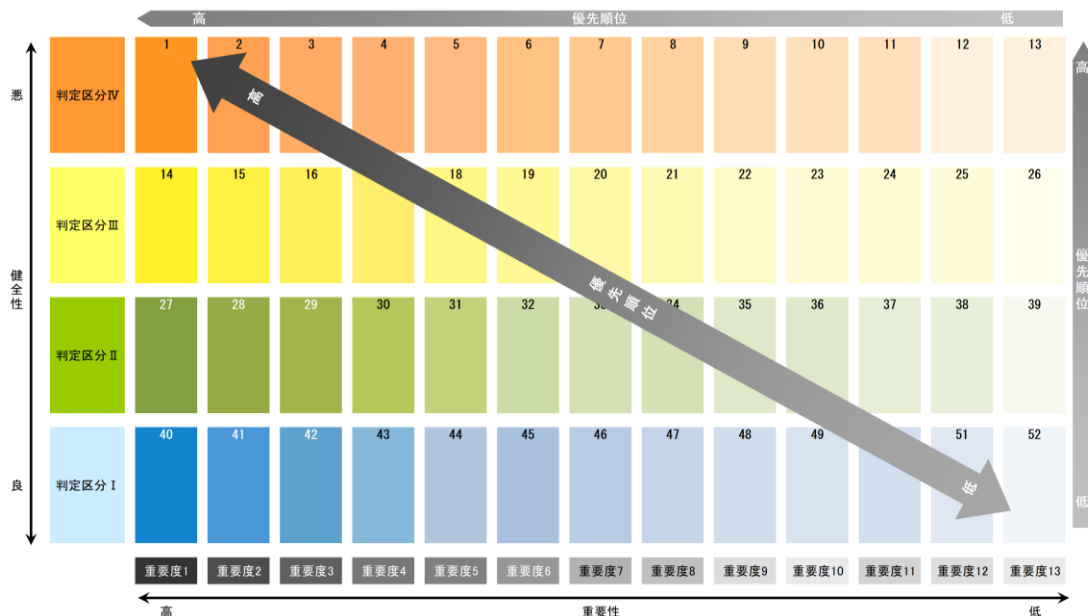 高 優先順位 低
1 2 3 4 5 6 7 8 9 10 11 12 13
悪
判定区分Ⅳ
高
高
14 15 16 18 19 20 21 22 23 24 25 26
判定区分Ⅲ
健全性
優先順位
優先順位
27 28 29 30 31 32 33 34 35 36 37 38 39
判定区分Ⅱ
40 41 42 43 44 45 46 47 48 49 51 52
良
判定区分Ⅰ
低
低
重要度1 重要度2 重要度3 重要度4 重要度5 重要度6 重要度7 重要度8 重要度9 重要度10 重要度11 重要度12 重要度13
高 重要性 低